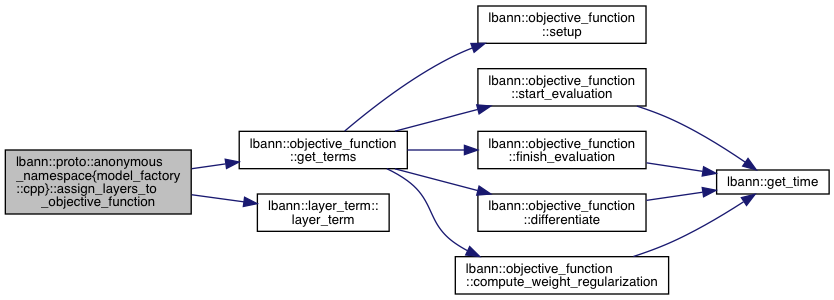 lbann::proto::anonymous
_namespace{model_factory
::cpp}::assign_layers_to
_objective_function
lbann::objective_function
::get_terms
lbann::layer_term::
layer_term
lbann::objective_function
::setup
lbann::objective_function
::start_evaluation
lbann::objective_function
::finish_evaluation
lbann::objective_function
::differentiate
lbann::objective_function
::compute_weight_regularization
lbann::get_time